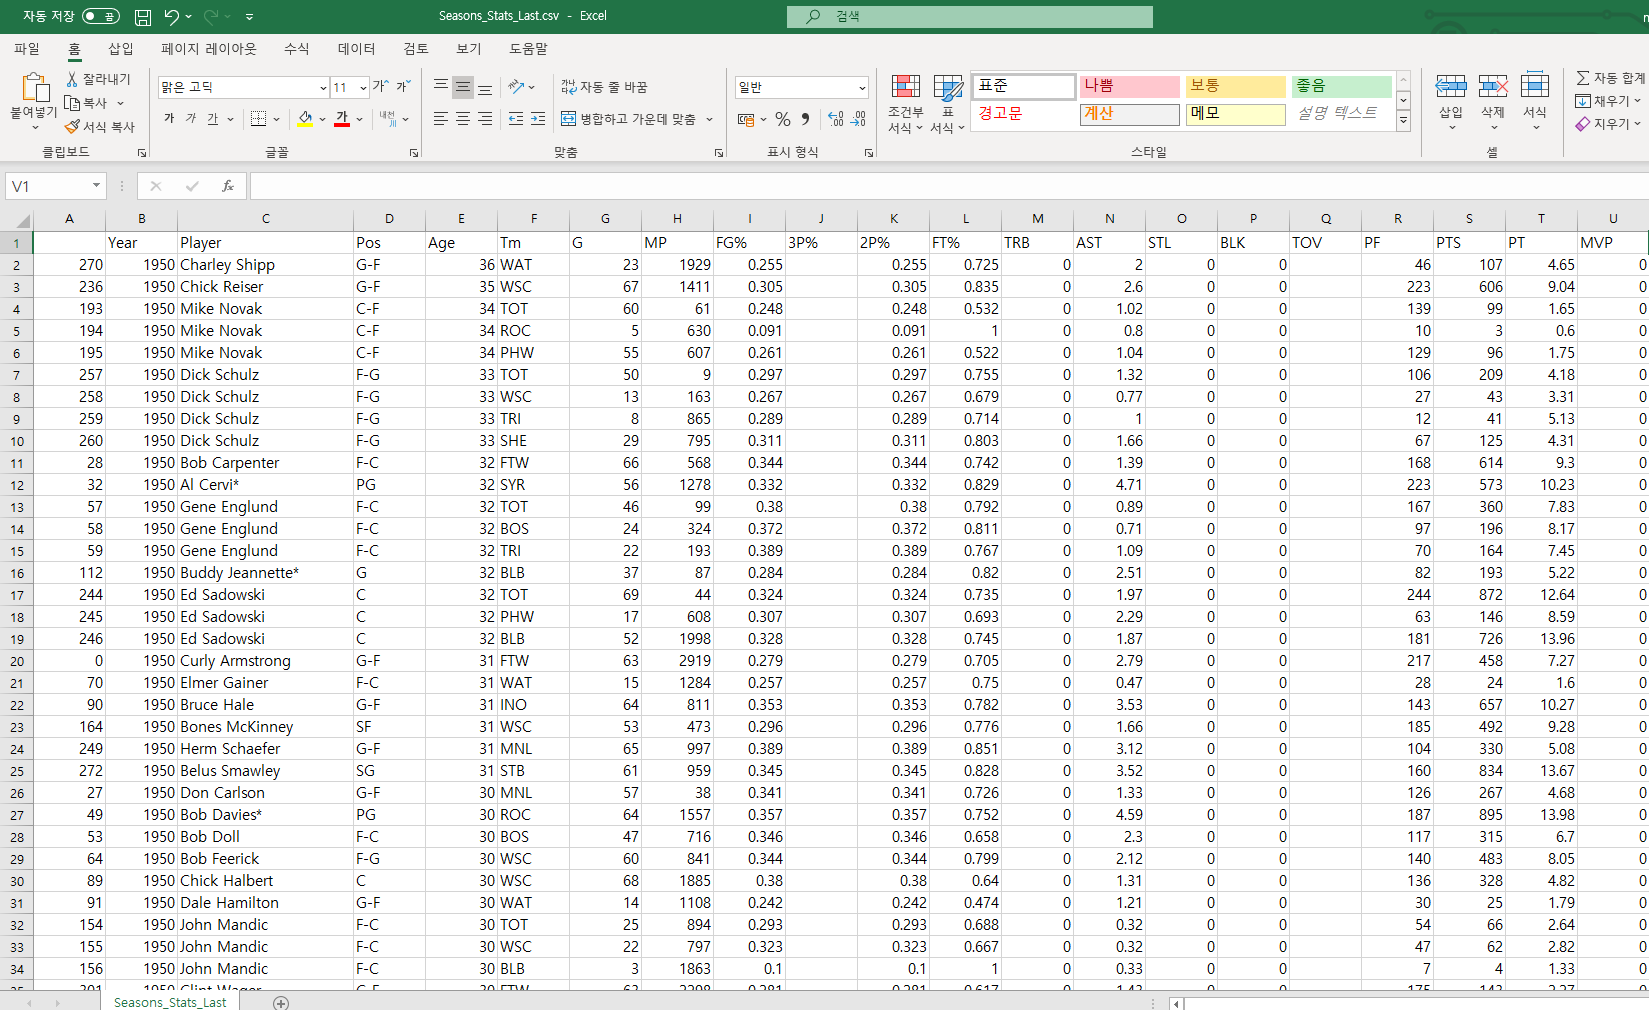 자동 저장 끔 Seasons_Stats_Last.csv - Excel 검색
파일 홈 삽입 페이지 레이아웃 수식 데이터 검토 보기 도움말
붙여넣기 잘라내기 복사 서식 복사 클립보드
맑은 고딕 11 가 가 가 가 가 가 내천 글꼴
가나다 자동 줄 바꿈 병합하고 가운데 맞춤 맞춤
일반 % 표시 형식
조건부 서식 표 서식 표준 나쁨 보통 좋음 경고문 계산 메모 설명 텍스트 스타일
삽입 삭제 서식 셀
자동 합계 채우기 지우기
V1 fx
A B C D E F G H I J K L M N O P Q R S T U
1 Year Player Pos Age Tm G MP FG% 3P% 2P% FT% TRB AST STL BLK TOV PF PTS PT MVP
2 270 1950 Charley Shipp G-F 36 WAT 23 1929 0.255 0.255 0.725 0 2 0 0 46 107 4.65 0
3 236 1950 Chick Reiser G-F 35 WSC 67 1411 0.305 0.305 0.835 0 2.6 0 0 223 606 9.04 0
4 193 1950 Mike Novak C-F 34 TOT 60 61 0.248 0.248 0.532 0 1.02 0 0 139 99 1.65 0
5 194 1950 Mike Novak C-F 34 ROC 5 630 0.091 0.091 1 0 0.8 0 0 10 3 0.6 0
6 195 1950 Mike Novak C-F 34 PHW 55 607 0.261 0.261 0.522 0 1.04 0 0 129 96 1.75 0
7 257 1950 Dick Schulz F-G 33 TOT 50 9 0.297 0.297 0.755 0 1.32 0 0 106 209 4.18 0
8 258 1950 Dick Schulz F-G 33 WSC 13 163 0.267 0.267 0.679 0 0.77 0 0 27 43 3.31 0
9 259 1950 Dick Schulz F-G 33 TRI 8 865 0.289 0.289 0.714 0 1 0 0 12 41 5.13 0
10 260 1950 Dick Schulz F-G 33 SHE 29 795 0.311 0.311 0.803 0 1.66 0 0 67 125 4.31 0
11 28 1950 Bob Carpenter F-C 32 FTW 66 568 0.344 0.344 0.742 0 1.39 0 0 168 614 9.3 0
12 32 1950 Al Cervi* PG 32 SYR 56 1278 0.332 0.332 0.829 0 4.71 0 0 223 573 10.23 0
13 57 1950 Gene Englund F-C 32 TOT 46 99 0.38 0.38 0.792 0 0.89 0 0 167 360 7.83 0
14 58 1950 Gene Englund F-C 32 BOS 24 324 0.372 0.372 0.811 0 0.71 0 0 97 196 8.17 0
15 59 1950 Gene Englund F-C 32 TRI 22 193 0.389 0.389 0.767 0 1.09 0 0 70 164 7.45 0
16 112 1950 Buddy Jeannette* G 32 BLB 37 87 0.284 0.284 0.82 0 2.51 0 0 82 193 5.22 0
17 244 1950 Ed Sadowski C 32 TOT 69 44 0.324 0.324 0.735 0 1.97 0 0 244 872 12.64 0
18 245 1950 Ed Sadowski C 32 PHW 17 608 0.307 0.307 0.693 0 2.29 0 0 63 146 8.59 0
19 246 1950 Ed Sadowski C 32 BLB 52 1998 0.328 0.328 0.745 0 1.87 0 0 181 726 13.96 0
20 0 1950 Curly Armstrong G-F 31 FTW 63 2919 0.279 0.279 0.705 0 2.79 0 0 217 458 7.27 0
21 70 1950 Elmer Gainer F-C 31 WAT 15 1284 0.257 0.257 0.75 0 0.47 0 0 28 24 1.6 0
22 90 1950 Bruce Hale G-F 31 INO 64 811 0.353 0.353 0.782 0 3.53 0 0 143 657 10.27 0
23 164 1950 Bones McKinney SF 31 WSC 53 473 0.296 0.296 0.776 0 1.66 0 0 185 492 9.28 0
24 249 1950 Herm Schaefer G-F 31 MNL 65 997 0.389 0.389 0.851 0 3.12 0 0 104 330 5.08 0
25 272 1950 Belus Smawley SG 31 STB 61 959 0.345 0.345 0.828 0 3.52 0 0 160 834 13.67 0
26 27 1950 Don Carlson G-F 30 MNL 57 38 0.341 0.341 0.726 0 1.33 0 0 126 267 4.68 0
27 49 1950 Bob Davies* PG 30 ROC 64 1557 0.357 0.357 0.752 0 4.59 0 0 187 895 13.98 0
28 53 1950 Bob Doll F-C 30 BOS 47 716 0.346 0.346 0.658 0 2.3 0 0 117 315 6.7 0
29 64 1950 Bob Feerick F-G 30 WSC 60 841 0.344 0.344 0.799 0 2.12 0 0 140 483 8.05 0
30 89 1950 Chick Halbert C 30 WSC 68 1885 0.38 0.38 0.64 0 1.31 0 0 136 328 4.82 0
31 91 1950 Dale Hamilton G-F 30 WAT 14 1108 0.242 0.242 0.474 0 1.21 0 0 30 25 1.79 0
32 154 1950 John Mandic F-C 30 TOT 25 894 0.293 0.293 0.688 0 0.32 0 0 54 66 2.64 0
33 155 1950 John Mandic F-C 30 WSC 22 797 0.323 0.323 0.667 0 0.32 0 0 47 62 2.82 0
34 156 1950 John Mandic F-C 30 BLB 3 1863 0.1 0.1 1 0 0.33 0 0 7 4 1.33 0
Seasons_Stats_Last